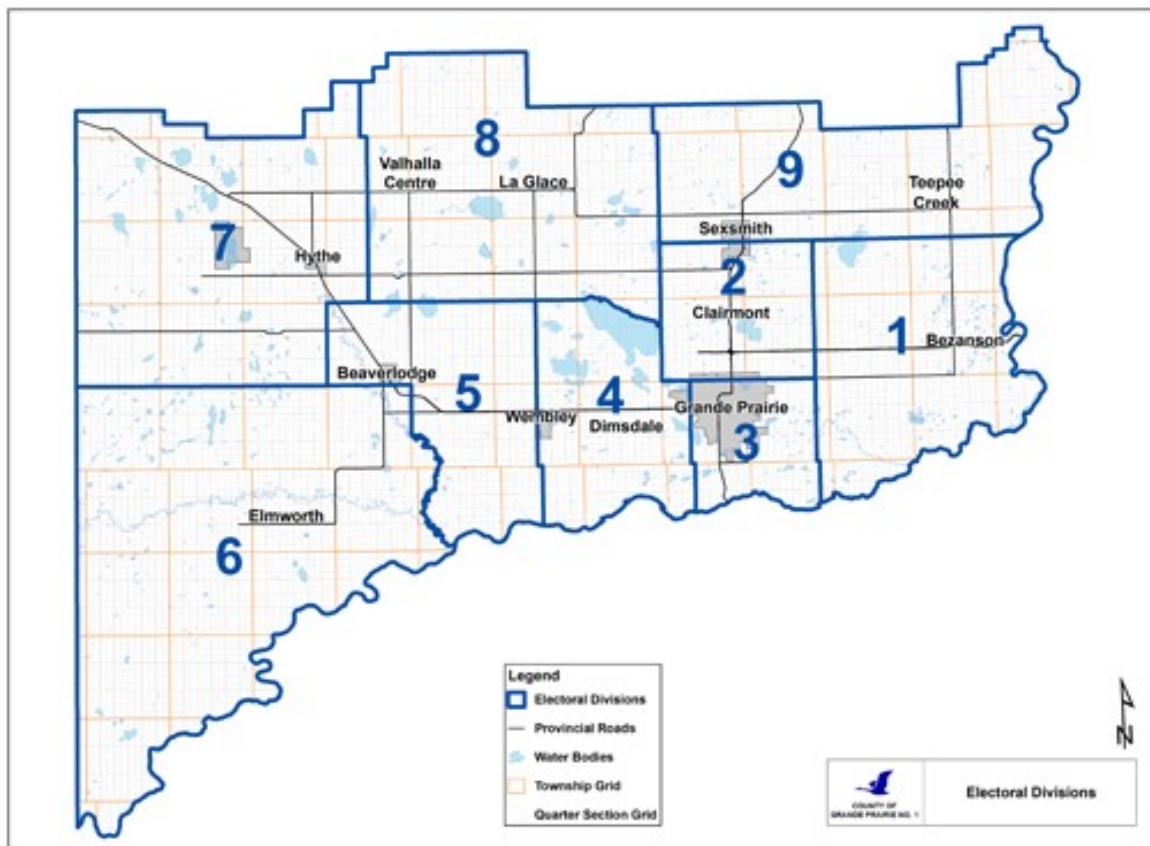 8
Valhalla
Centre
La Glace
9
Teepee
Creek
7
Hythe
Sexsmith
2
Clairmont
1
Bezanson
Beaverlodge
5
Wembley
4
Dimsdale
Grande Prairie
3
Elmworth
6
Legend
Electoral Divisions
Provincial Roads
Water Bodies
Township Grid
Quarter Section Grid
N
COUNTY OF
GRANDE PRAIRIE NO. 1
Electoral Divisions